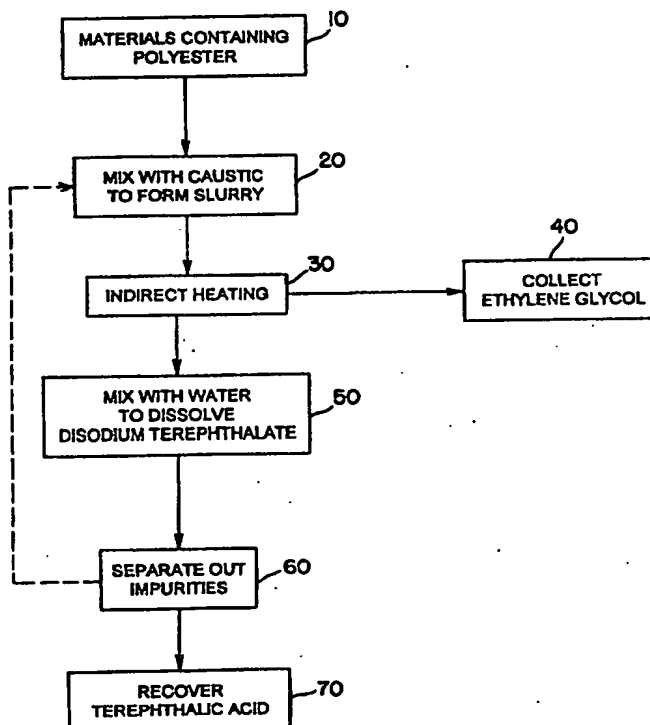 10
MATERIALS CONTAINING
POLYESTER
20
MIX WITH CAUSTIC
TO FORM SLURRY
30
INDIRECT HEATING
40
COLLECT
ETHYLENE GLYCOL
50
MIX WITH WATER
TO DISSOLVE
DISODIUM TEREPHTHALATE
60
SEPARATE OUT
IMPURITIES
70
RECOVER
TEREPHTHALIC ACID